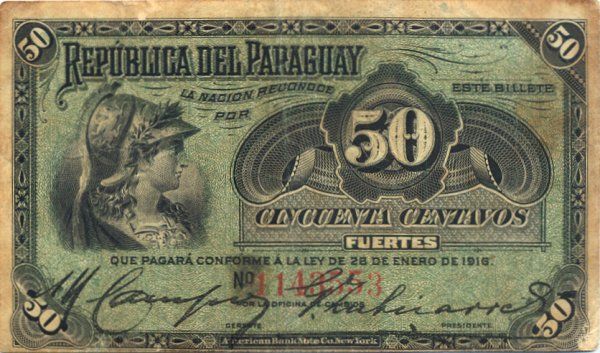 50 50
REPÚBLICA DEL PARAGUAY
LA NACION RECONOCE ESTE BILLETE
POR
50
CINCUENTA CENTAVOS
FUERTES
QUE PAGARÁ CONFORME A LA LEY DE 28 DE ENERO DE 1916
Nº 1143553
POR LA OFICINA DE CAMBIOS
GERENTE PRESIDENTE
50 50
American Bank Note Co. New York